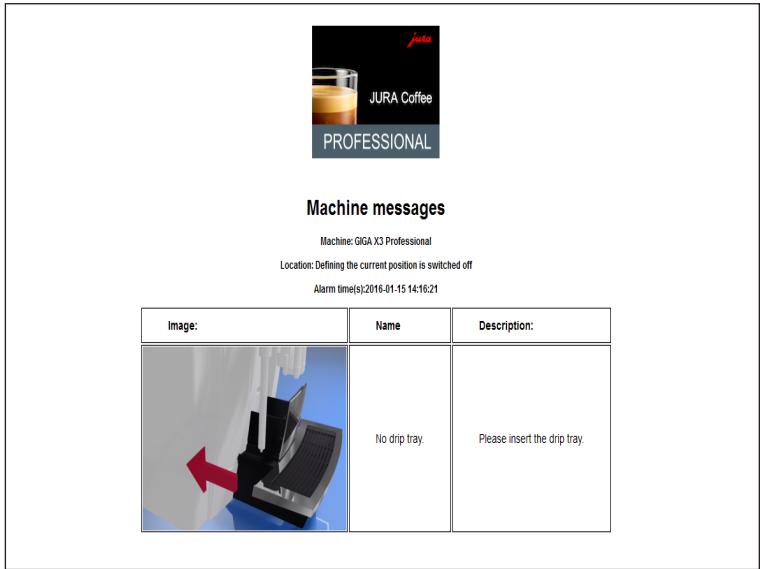 jura
JURA Coffee
PROFESSIONAL
Machine messages
Machine: GIGA X3 Professional
Location: Defining the current position is switched off
Alarm time(s):2016-01-15 14:16:21
Image: Name Description:
No drip tray. Please insert the drip tray.